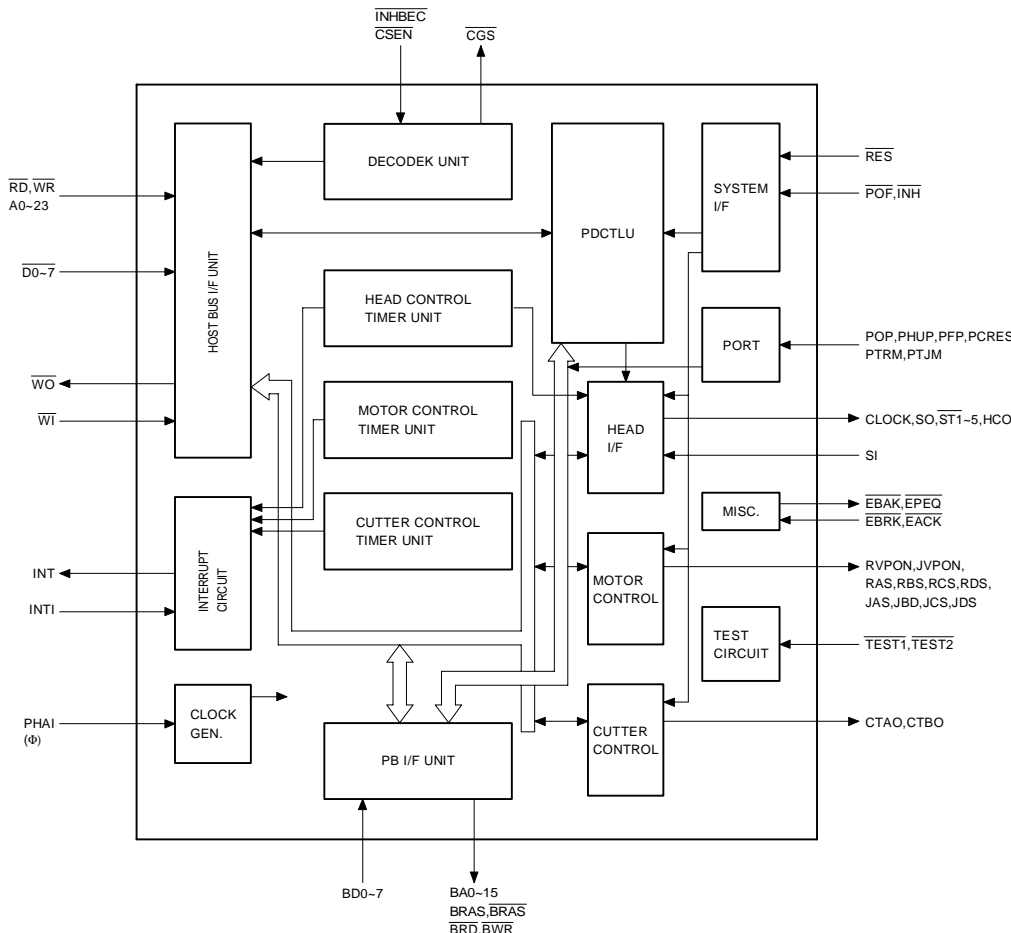 INHBEC
CSEN
CGS
DECODEK UNIT
HOST BUS I/F UNIT
PDCTLU
SYSTEM
I/F
RES
POF,INH
RD,WR
A0~23
D0~7
WO
WI
HEAD CONTROL
TIMER UNIT
PORT
POP,PHUP,PFP,PCRES
PTRM,PTJM
MOTOR CONTROL
TIMER UNIT
HEAD
I/F
CLOCK,SO,ST1~5,HCO
SI
CUTTER CONTROL
TIMER UNIT
MISC.
EBAK,EPEQ
EBRK,EACK
INT
INTI
INTERRUPT
CIRCUIT
MOTOR
CONTROL
RVPON,JVPON,
RAS,RBS,RCS,RDS,
JAS,JBD,JCS,JDS
TEST
CIRCUIT
TEST1,TEST2
PHAI
(Φ)
CLOCK
GEN.
PB I/F UNIT
CUTTER
CONTROL
CTAO,CTBO
BD0~7
BA0~15
BRAS,BRAS
BRD,BWR